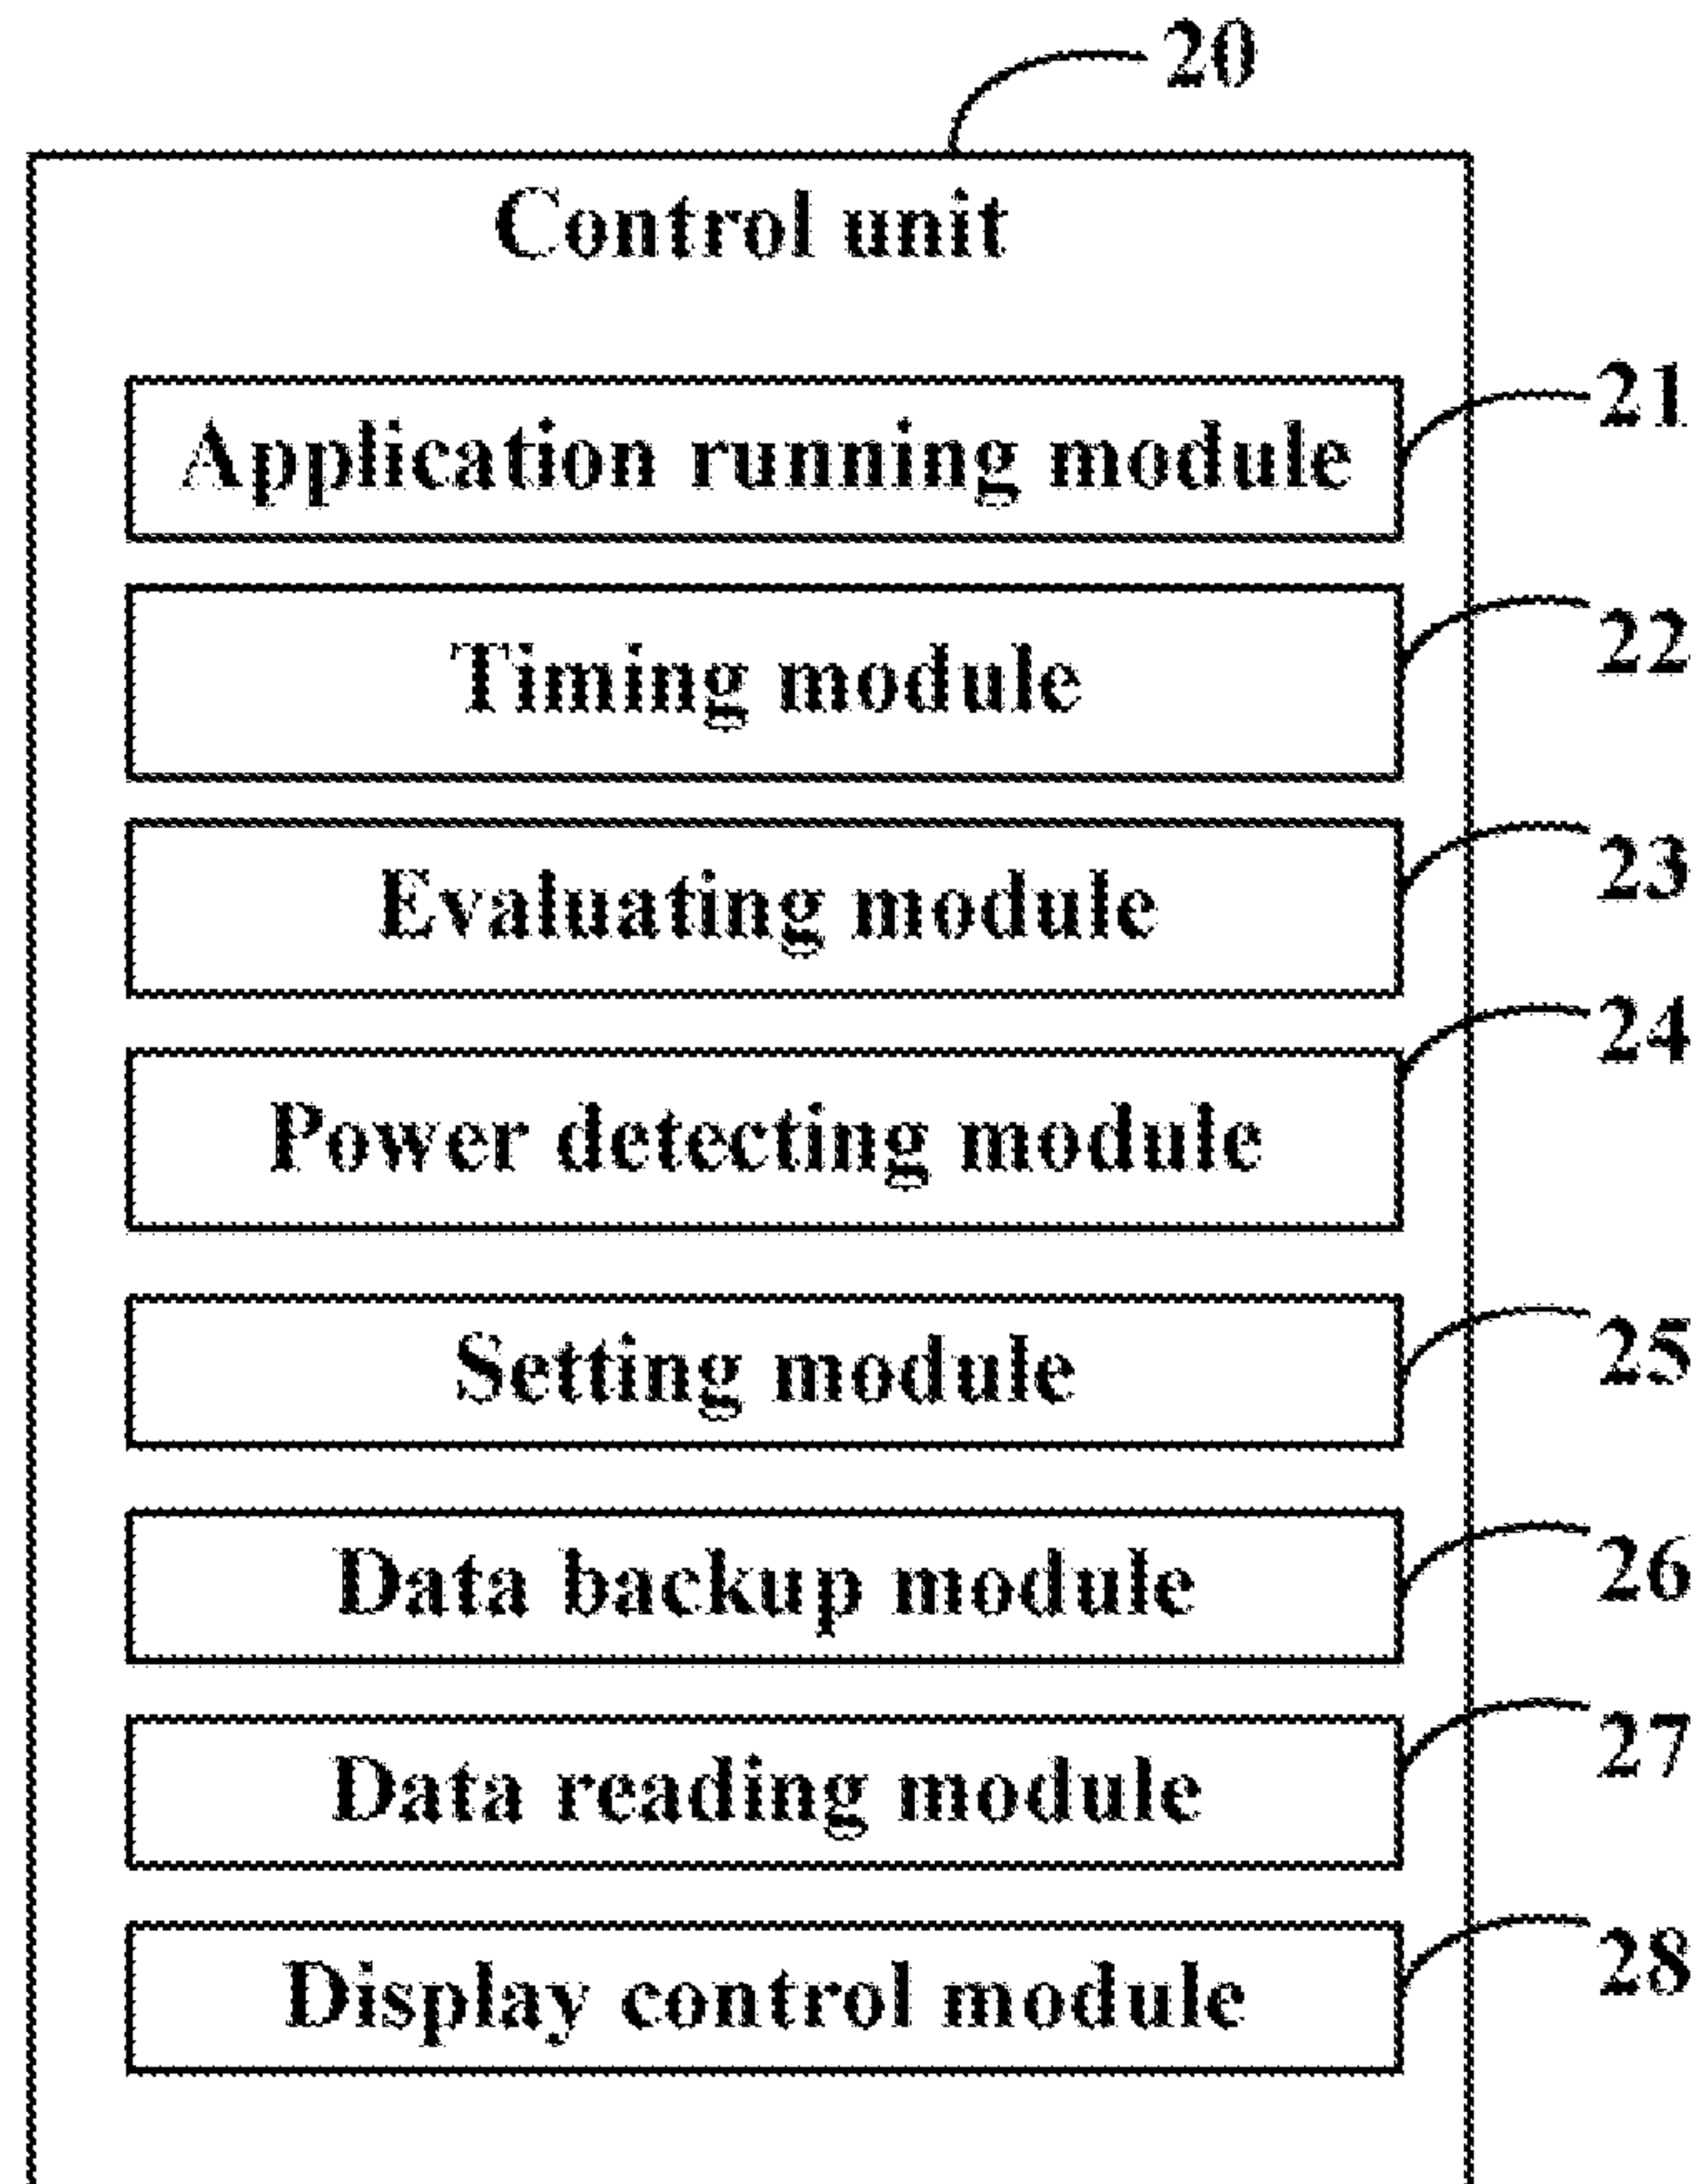 20
Control unit
Application running module 21
Timing module 22
Evaluating module 23
Power detecting module 24
Setting module 25
Data backup module 26
Data reading module 27
Display control module 28